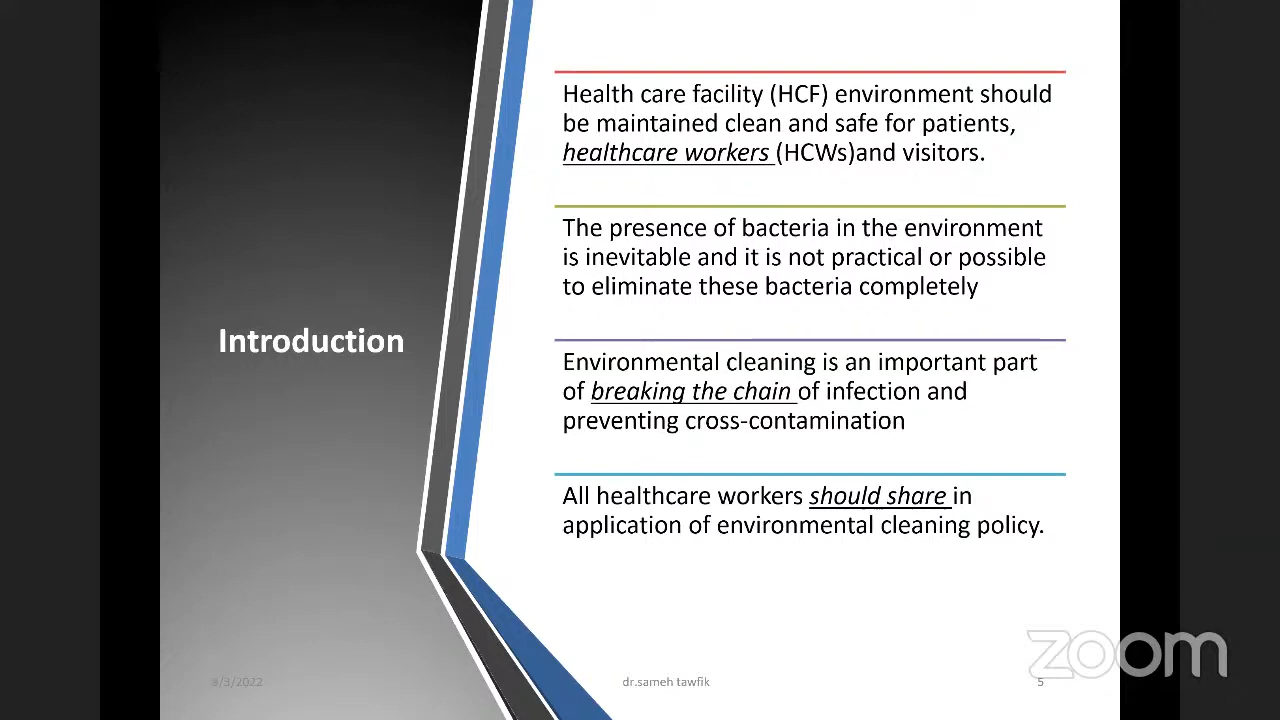 Introduction
Health care facility (HCF) environment should
be maintained clean and safe for patients,
healthcare workers (HCWs)and visitors.
The presence of bacteria in the environment
is inevitable and it is not practical or possible
to eliminate these bacteria completely
Environmental cleaning is an important part
of breaking the chain of infection and
preventing cross-contamination
All healthcare workers should share in
application of environmental cleaning policy.
8/3/2022
dr.sameh tawfik
5
zoom